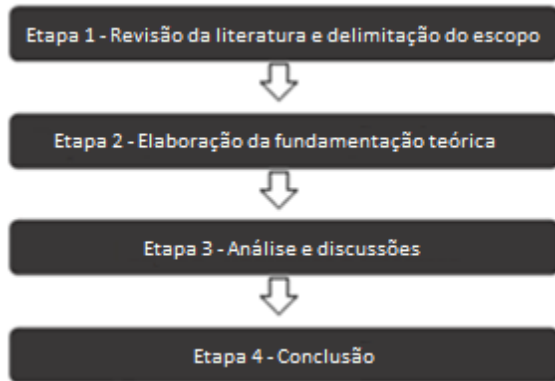 Etapa 1 - Revisão da literatura e delimitação do escopo
Etapa 2 - Elaboração da fundamentação teórica
Etapa 3 - Análise e discussões
Etapa 4 - Conclusão